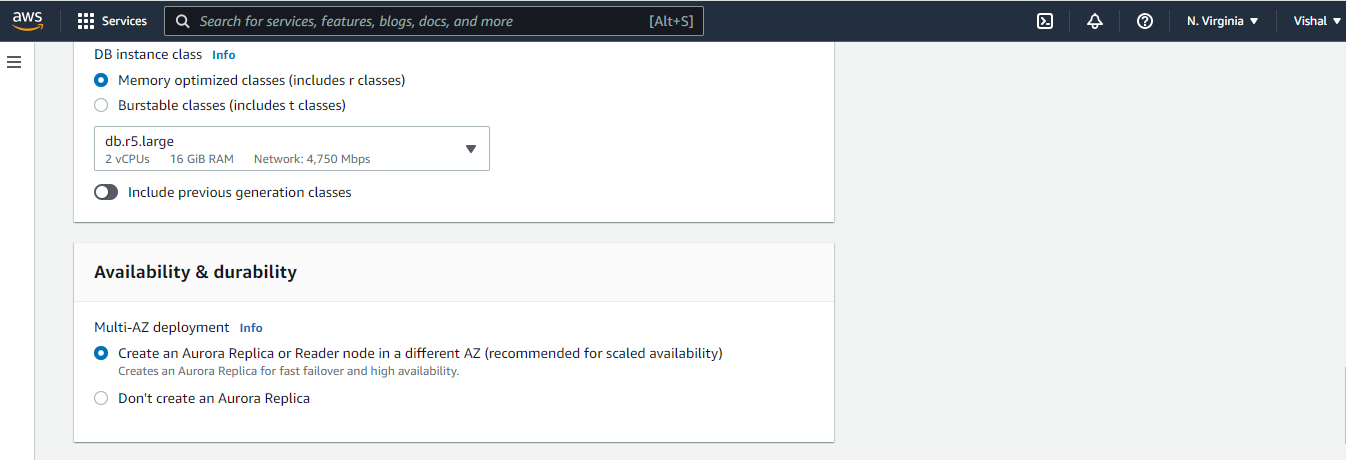 aws Services Search for services, features, blogs, docs, and more [Alt+S] N. Virginia Vishal
DB instance class Info
Memory optimized classes (includes r classes)
Burstable classes (includes t classes)
db.r5.large
2 vCPUs 16 GiB RAM Network: 4,750 Mbps
Include previous generation classes
Availability & durability
Multi-AZ deployment Info
Create an Aurora Replica or Reader node in a different AZ (recommended for scaled availability)
Creates an Aurora Replica for fast failover and high availability.
Don't create an Aurora Replica